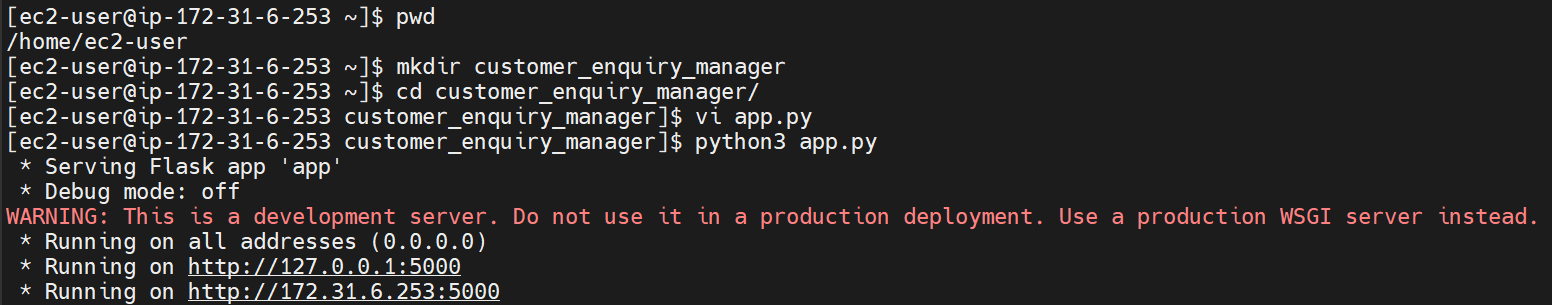 [ec2-user@ip-172-31-6-253 ~]$ pwd
/home/ec2-user
[ec2-user@ip-172-31-6-253 ~]$ mkdir customer_enquiry_manager
[ec2-user@ip-172-31-6-253 ~]$ cd customer_enquiry_manager/
[ec2-user@ip-172-31-6-253 customer_enquiry_manager]$ vi app.py
[ec2-user@ip-172-31-6-253 customer_enquiry_manager]$ python3 app.py
 * Serving Flask app 'app'
 * Debug mode: off
WARNING: This is a development server. Do not use it in a production deployment. Use a production WSGI server instead.
 * Running on all addresses (0.0.0.0)
 * Running on http://127.0.0.1:5000
 * Running on http://172.31.6.253:5000